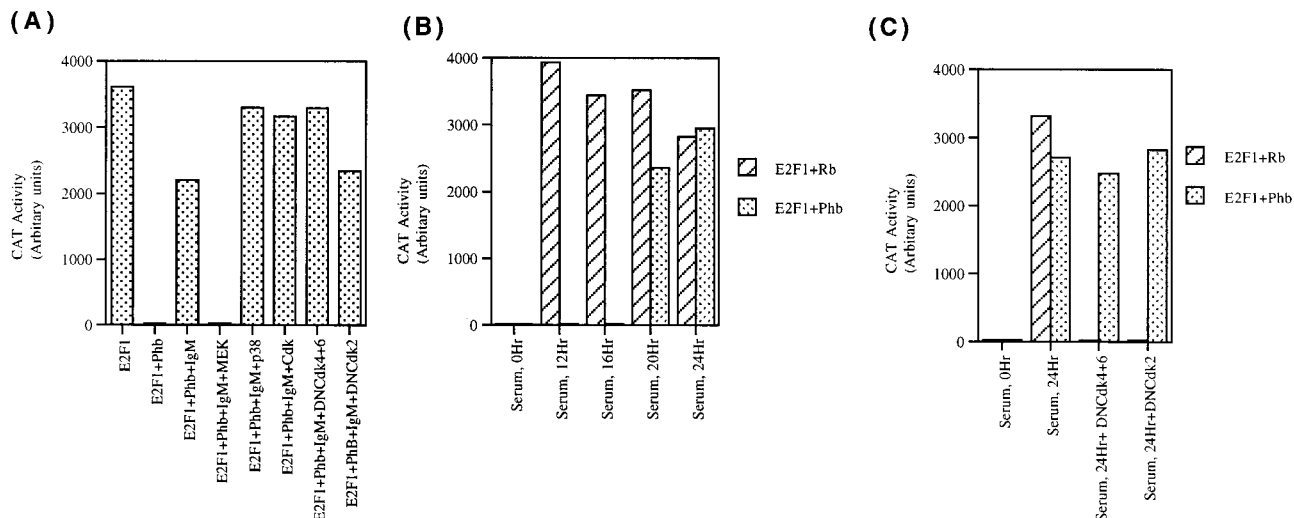 (A)
4000
3000
2000
1000
0
CAT Activity
(Arbitary units)
E2F1
E2F1+Phb
E2F1+Phb+IgM
E2F1+Phb+IgM+MEK
E2F1+Phb+IgM+p38
E2F1+Phb+IgM+Cdk
E2F1+Phb+IgM+DNCdk4+6
E2F1+PhB+IgM+DNCdk2
(B)
4000
3000
2000
1000
0
CAT Activity
(Arbitary units)
Serum, 0Hr
Serum, 12Hr
Serum, 16Hr
Serum, 20Hr
Serum, 24Hr
E2F1+Rb
E2F1+Phb
(C)
4000
3000
2000
1000
0
CAT Activity
(Arbitary units)
Serum, 0Hr
Serum, 24Hr
Serum, 24Hr+ DNCdk4+6
Serum, 24Hr+DNCdk2
E2F1+Rb
E2F1+Phb